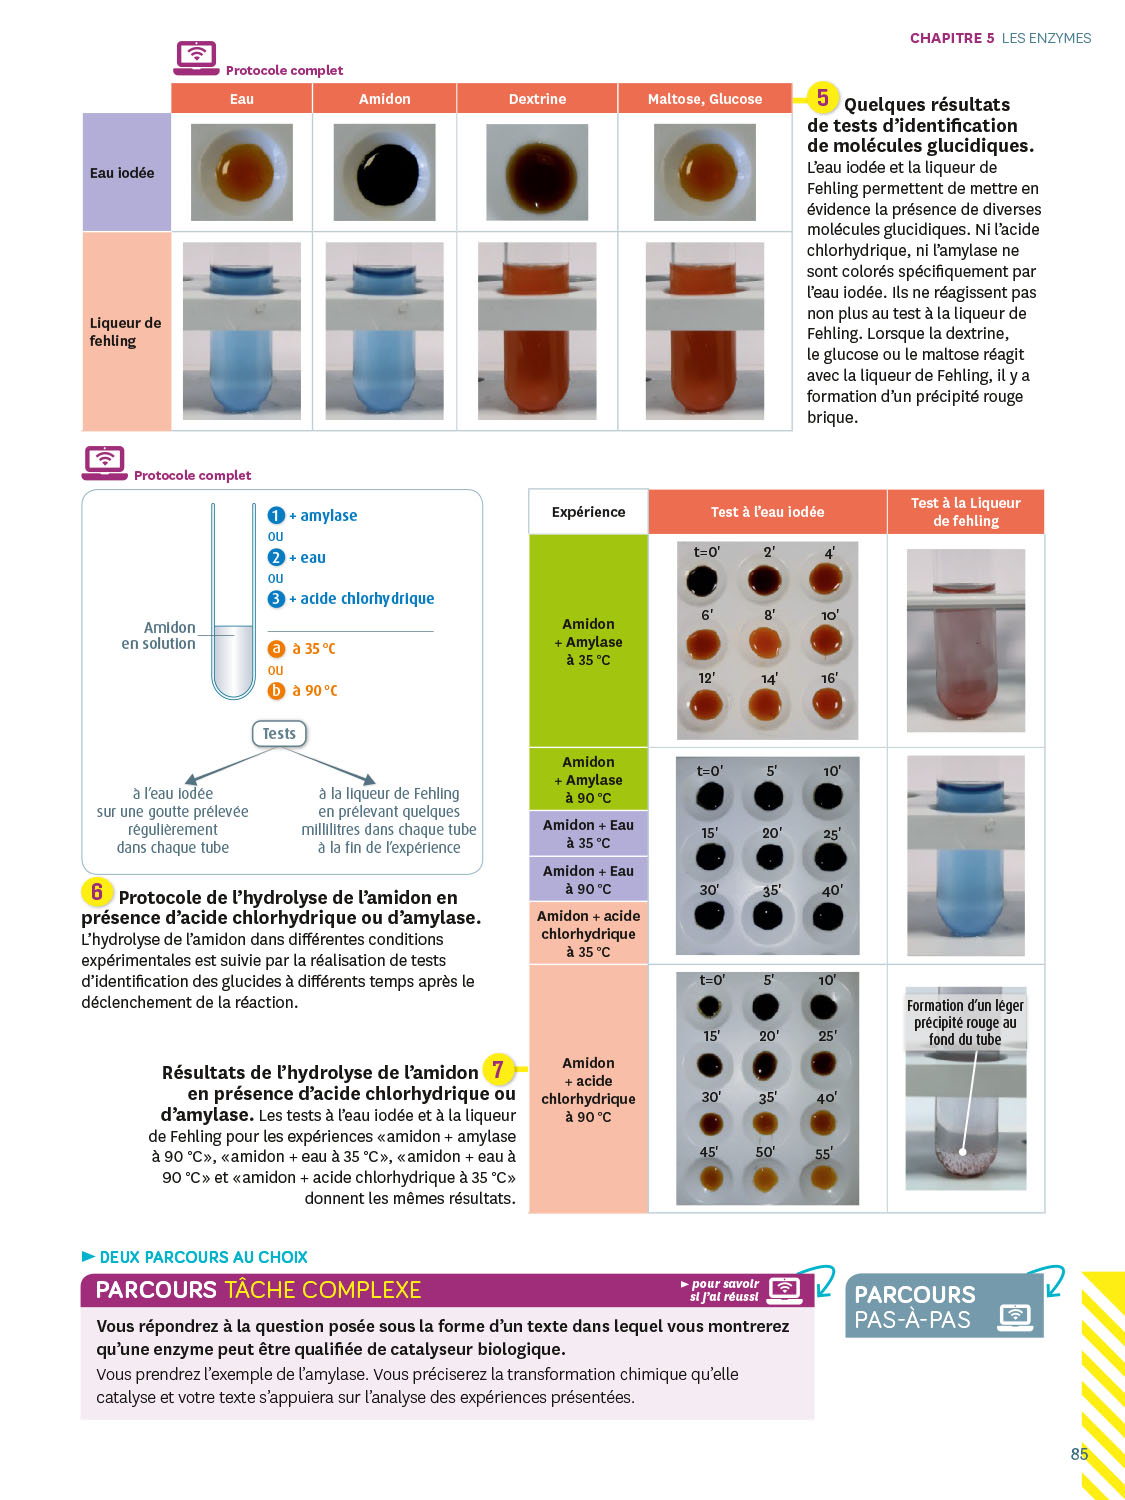 CHAPITRE 5 LES ENZYMES
Protocole complet
Eau
Amidon
Dextrine
Maltose, Glucose
Eau iodée
Liqueur de
fehling
5 Quelques résultats
de tests d'identification
de molécules glucidiques.
L'eau iodée et la liqueur de
Fehling permettent de mettre en
évidence la présence de diverses
molécules glucidiques. Ni l'acide
chlorhydrique, ni l'amylase ne
sont colorés spécifiquement par
l'eau iodée. Ils ne réagissent pas
non plus au test à la liqueur de
Fehling. Lorsque la dextrine,
le glucose ou le maltose réagit
avec la liqueur de Fehling, il y a
formation d'un précipité rouge
brique.
Protocole complet
1 + amylase
ou
2 + eau
ou
3 + acide chlorhydrique
Amidon
en solution
a à 35 °C
ou
b à 90 °C
Tests
à l'eau iodée
sur une goutte prélevée
régulièrement
dans chaque tube
à la liqueur de Fehling
en prélevant quelques
millilitres dans chaque tube
à la fin de l'expérience
6 Protocole de l'hydrolyse de l'amidon en
présence d'acide chlorhydrique ou d'amylase.
L'hydrolyse de l'amidon dans différentes conditions
expérimentales est suivie par la réalisation de tests
d'identification des glucides à différents temps après le
déclenchement de la réaction.
Résultats de l'hydrolyse de l'amidon 7
en présence d'acide chlorhydrique ou
d'amylase. Les tests à l'eau iodée et à la liqueur
de Fehling pour les expériences «amidon + amylase
à 90 °C», «amidon + eau à 35 °C», «amidon + eau à
90 °C» et «amidon + acide chlorhydrique à 35 °C»
donnent les mêmes résultats.
Expérience
Test à l'eau iodée
Test à la Liqueur
de fehling
Amidon
+ Amylase
à 35 °C
t=0' 2' 4'
6' 8' 10'
12' 14' 16'
Amidon
+ Amylase
à 90 °C
Amidon + Eau
à 35 °C
Amidon + Eau
à 90 °C
Amidon + acide
chlorhydrique
à 35 °C
t=0' 5' 10'
15' 20' 25'
30' 35' 40'
Amidon
+ acide
chlorhydrique
à 90 °C
t=0' 5' 10'
15' 20' 25'
30' 35' 40'
45' 50' 55'
Formation d'un léger
précipité rouge au
fond du tube
DEUX PARCOURS AU CHOIX
PARCOURS TÂCHE COMPLEXE
pour savoir
si j'ai réussi
Vous répondrez à la question posée sous la forme d'un texte dans lequel vous montrerez
qu'une enzyme peut être qualifiée de catalyseur biologique.
Vous prendrez l'exemple de l'amylase. Vous préciserez la transformation chimique qu'elle
catalyse et votre texte s'appuiera sur l'analyse des expériences présentées.
PARCOURS
PAS-À-PAS
85